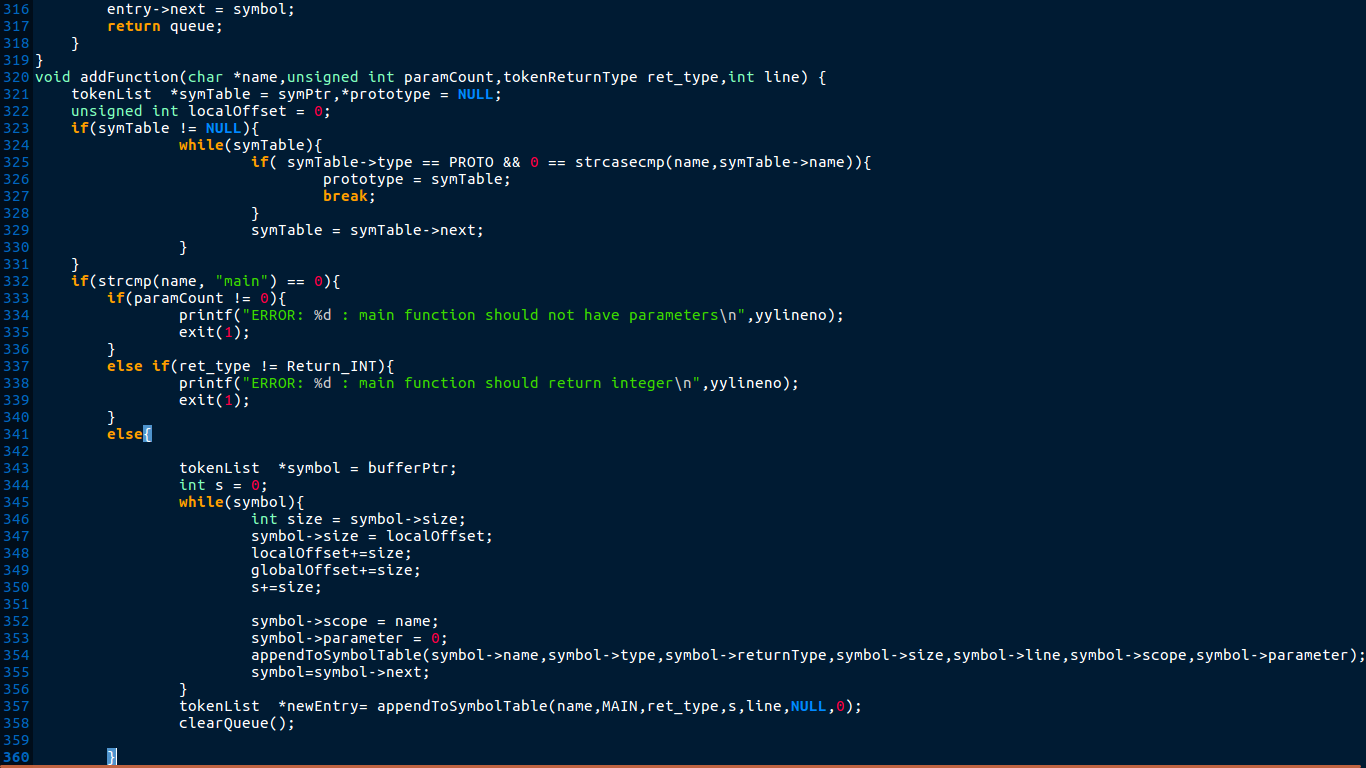 316         entry->next = symbol;
317         return queue;
318     }
319 }
320 void addFunction(char *name,unsigned int paramCount,tokenReturnType ret_type,int line) {
321     tokenList  *symTable = symPtr,*prototype = NULL;
322     unsigned int localOffset = 0;
323     if(symTable != NULL){
324                 while(symTable){
325                         if( symTable->type == PROTO && 0 == strcasecmp(name,symTable->name)){
326                                 prototype = symTable;
327                                 break;
328                         }
329                         symTable = symTable->next;
330                 }
331     }
332     if(strcmp(name, "main") == 0){
333         if(paramCount != 0){
334                 printf("ERROR: %d : main function should not have parameters\n",yylineno);
335                 exit(1);
336         }
337         else if(ret_type != Return_INT){
338                 printf("ERROR: %d : main function should return integer\n",yylineno);
339                 exit(1);
340         }
341         else{
342
343                 tokenList  *symbol = bufferPtr;
344                 int s = 0;
345                 while(symbol){
346                         int size = symbol->size;
347                         symbol->size = localOffset;
348                         localOffset+=size;
349                         globalOffset+=size;
350                         s+=size;
351
352                         symbol->scope = name;
353                         symbol->parameter = 0;
354                         appendToSymbolTable(symbol->name,symbol->type,symbol->returnType,symbol->size,symbol->line,symbol->scope,symbol->parameter);
355                         symbol=symbol->next;
356                 }
357                 tokenList  *newEntry= appendToSymbolTable(name,MAIN,ret_type,s,line,NULL,0);
358                 clearQueue();
359
360         }